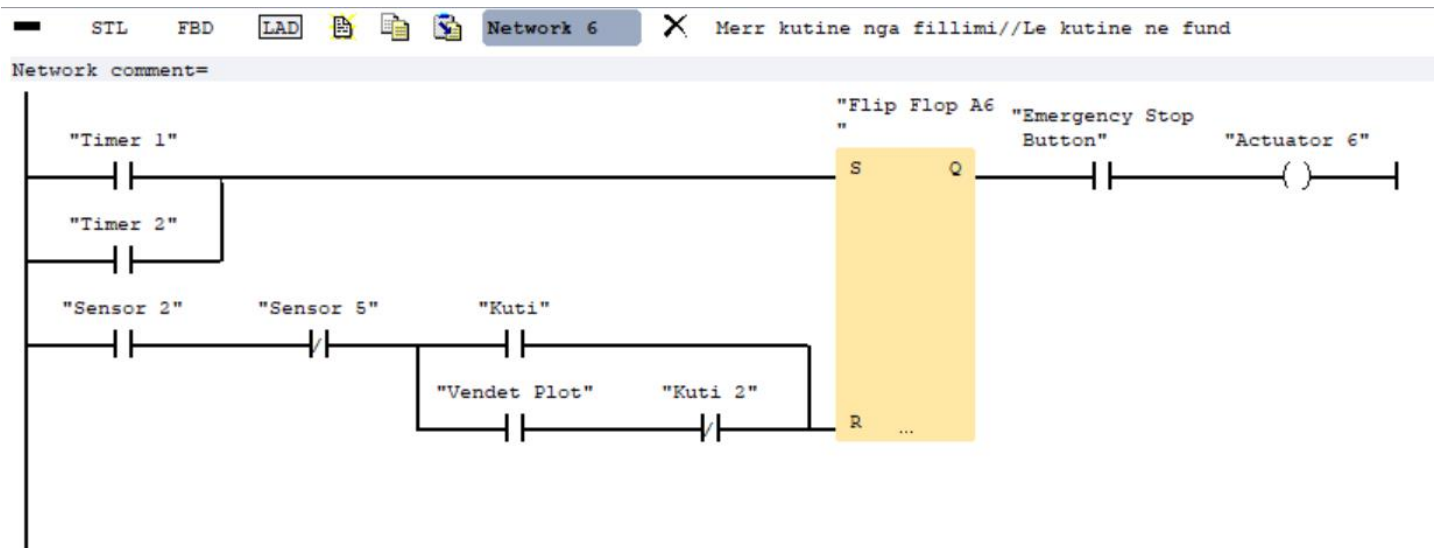 STL FBD LAD Network 6 Merr kutine nga fillimi//Le kutine ne fund
Network comment=
"Flip Flop A6
"
"Emergency Stop
Button"
"Actuator 6"
"Timer 1"
S Q
"Timer 2"
"Sensor 2" "Sensor 5" "Kuti"
"Vendet Plot" "Kuti 2"
R ...